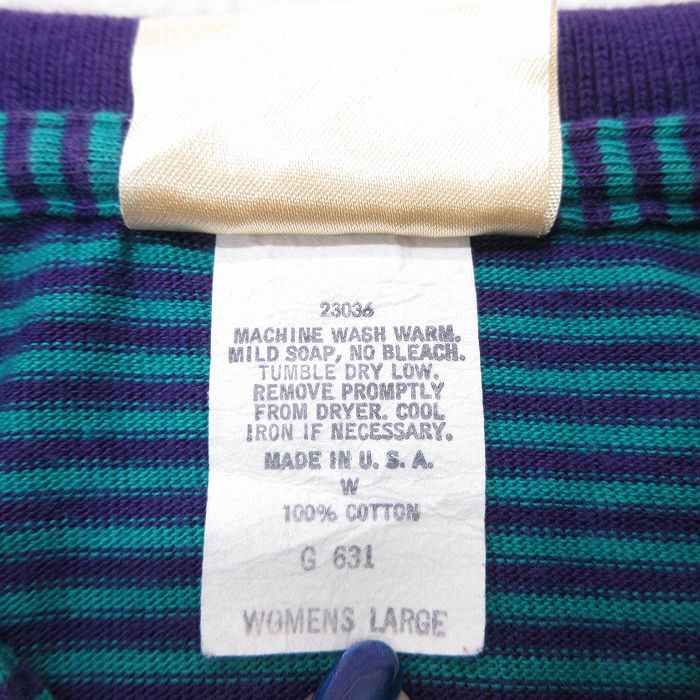 23036
MACHINE WASH WARM.
MILD SOAP, NO BLEACH.
TUMBLE DRY LOW.
REMOVE PROMPTLY
FROM DRYER. COOL
IRON IF NECESSARY.
MADE IN U. S. A.
W
100% COTTON
G 631
WOMENS LARGE